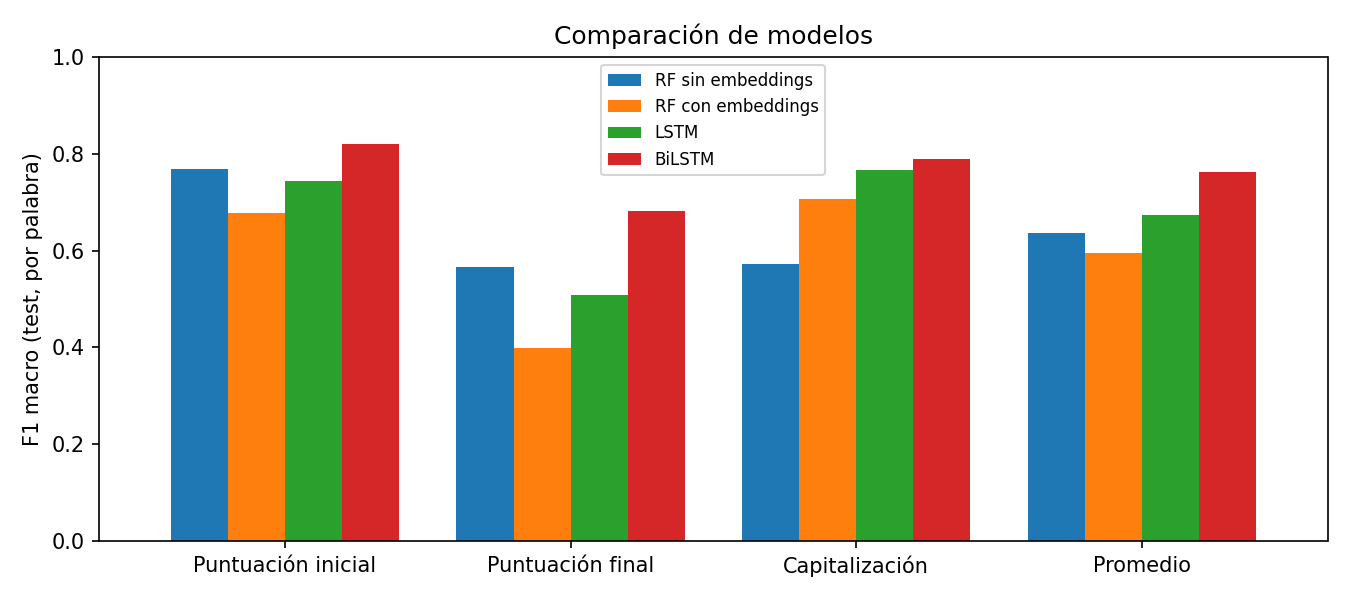 Comparación de modelos
RF sin embeddings
RF con embeddings
LSTM
BiLSTM
F1 macro (test, por palabra)
1.0
0.8
0.6
0.4
0.2
0.0
Puntuación inicial
Puntuación final
Capitalización
Promedio